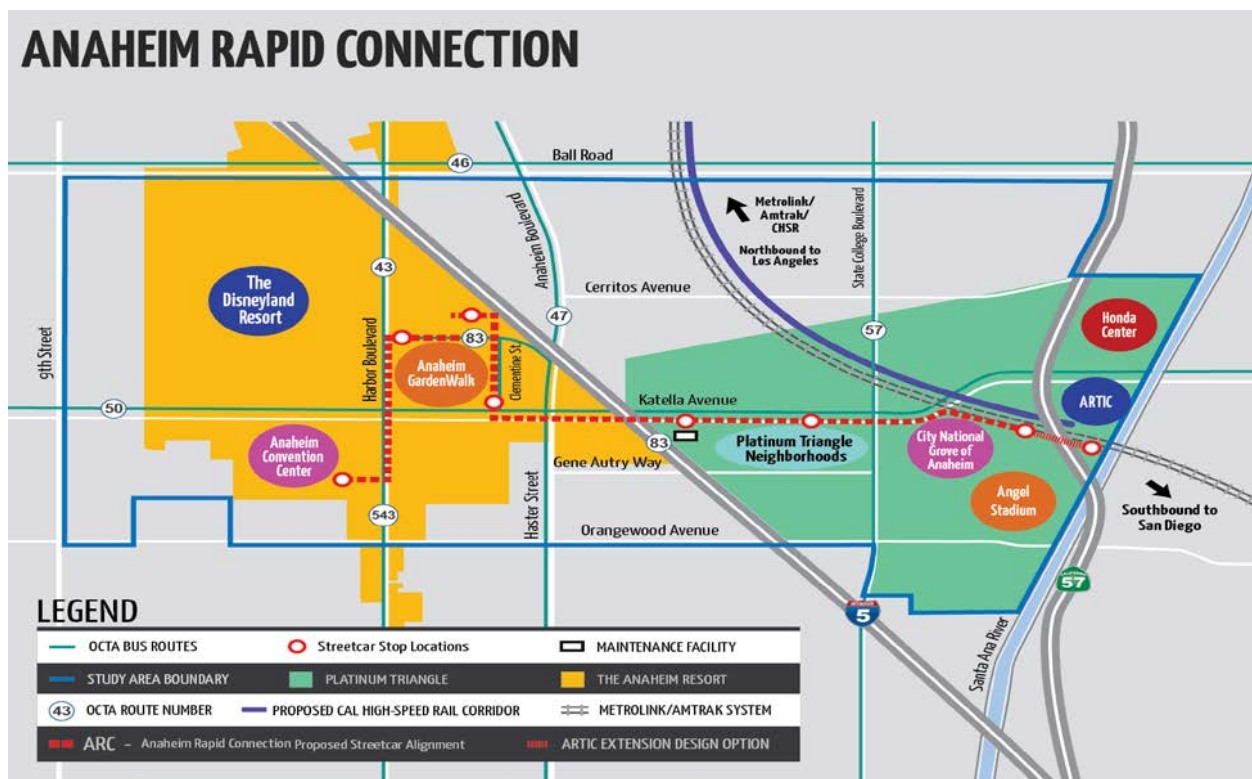 ANAHEIM RAPID CONNECTION
46
Ball Road
Anaheim Boulevard
Metrolink/
Amtrak/
CHSR
Northbound to
Los Angeles
State College Boulevard
43
Cerritos Avenue
The
Disneyland
Resort
47
57
Honda
Center
9th Street
Harbor Boulevard
83
Anaheim
GardenWalk
Clementine St.
50
Katella Avenue
ARTIC
83
Anaheim
Convention
Center
Platinum Triangle
Neighborhoods
City National
Grove of
Anaheim
Gene Autry Way
Angel
Stadium
Southbound to
San Diego
543
Haster Street
Orangewood Avenue
CALIFORNIA
57
INTERSTATE
5
Santa Ana River
LEGEND
OCTA BUS ROUTES
Streetcar Stop Locations
MAINTENANCE FACILITY
STUDY AREA BOUNDARY
PLATINUM TRIANGLE
THE ANAHEIM RESORT
43
OCTA ROUTE NUMBER
PROPOSED CAL HIGH-SPEED RAIL CORRIDOR
METROLINK/AMTRAK SYSTEM
ARC - Anaheim Rapid Connection Proposed Streetcar Alignment
ARTIC EXTENSION DESIGN OPTION